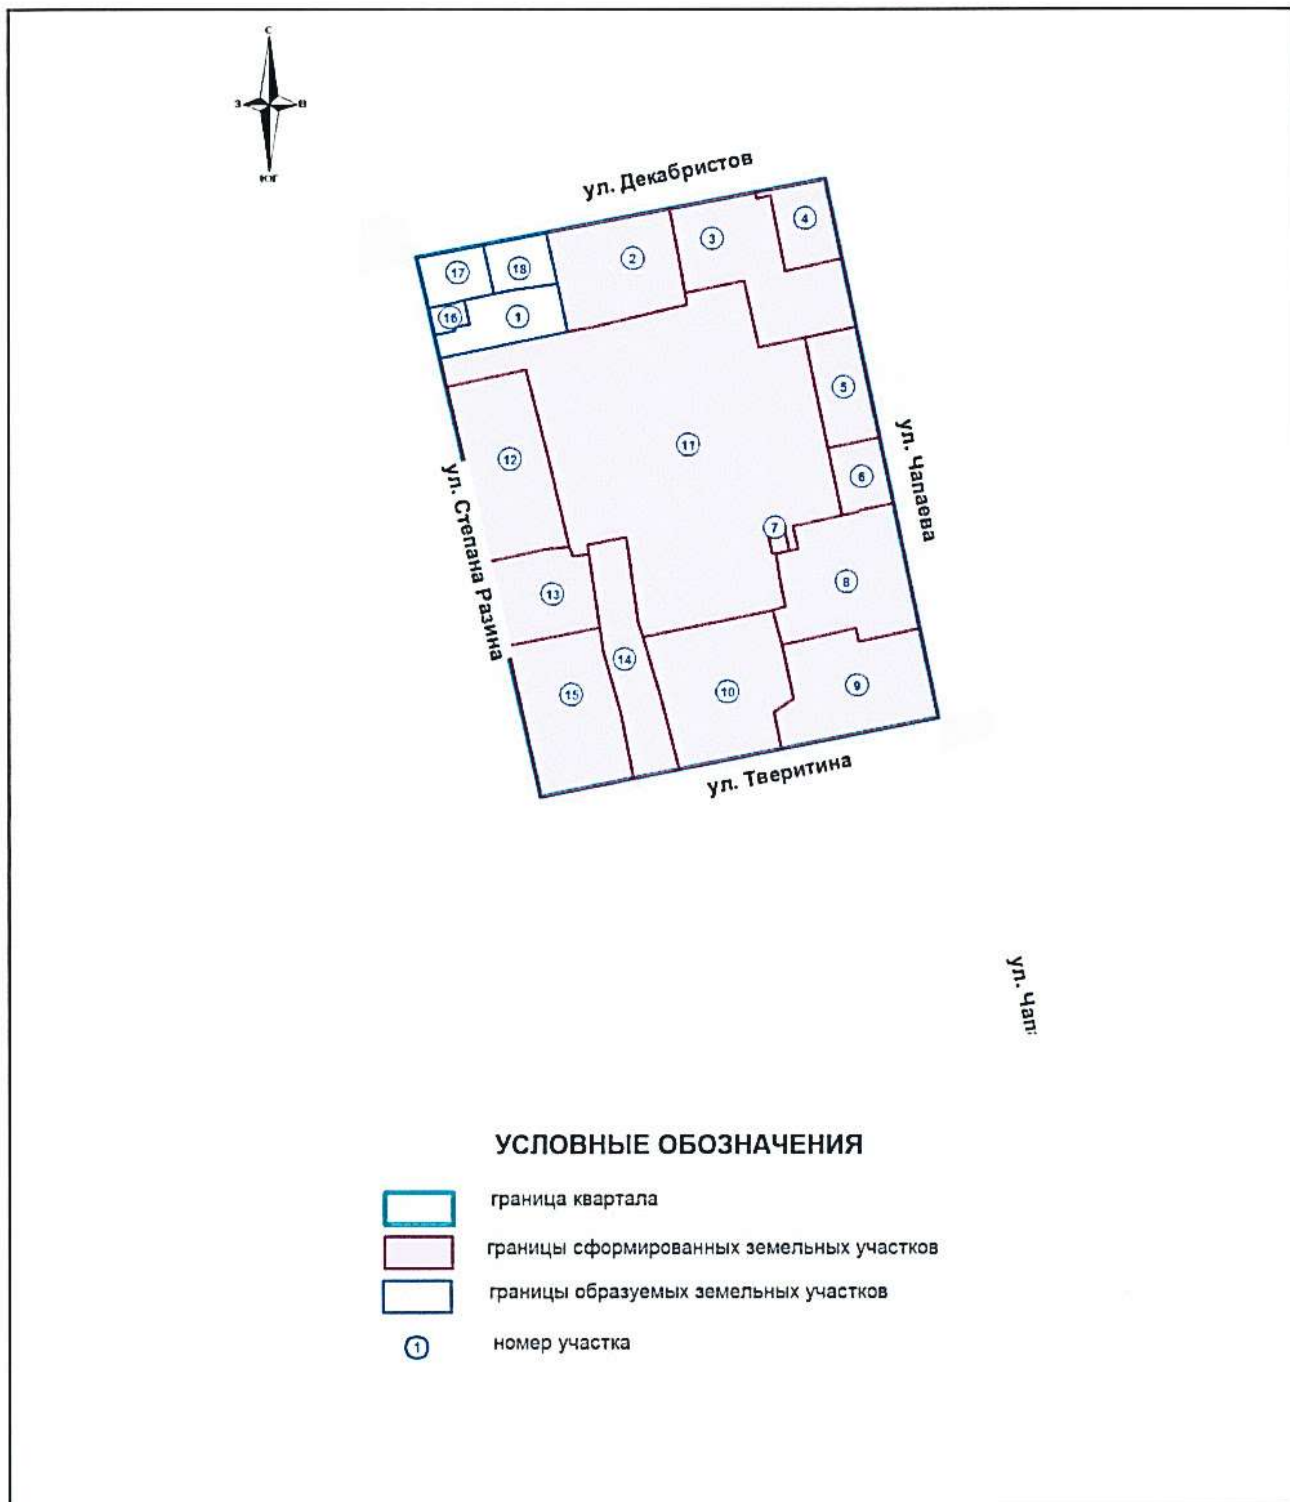 С
З В
ЮГ
ул. Декабристов
17
18
2
3
4
16
1
5
11
12
ул. Чапаева
6
ул. Степана Разина
7
8
13
14
15
10
9
ул. Тверитина
ул. Чап
УСЛОВНЫЕ ОБОЗНАЧЕНИЯ
граница квартала
границы сформированных земельных участков
границы образуемых земельных участков
1 номер участка